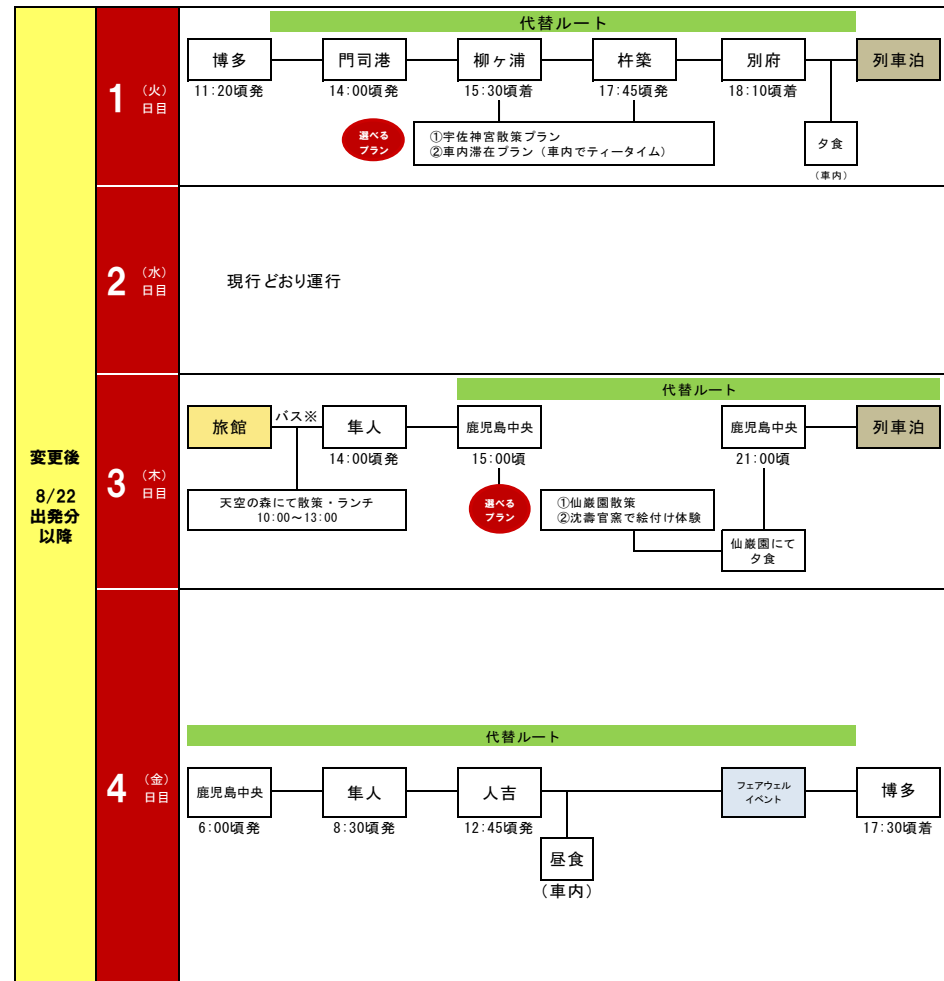 変更後
8/22
出発分
以降
1
(火)
日目
代替ルート
博多
門司港
柳ヶ浦
杵築
別府
列車泊
11:20頃発
14:00頃発
15:30頃着
17:45頃発
18:10頃着
選べる
プラン
①宇佐神宮散策プラン
②車内滞在プラン(車内でティータイム)
夕食
(車内)
2
(水)
日目
現行どおり運行
3
(木)
日目
代替ルート
旅館
バス※
隼人
鹿児島中央
鹿児島中央
列車泊
14:00頃発
15:00頃
21:00頃
天空の森にて散策・ランチ
10:00~13:00
選べる
プラン
①仙巌園散策
②沈壽官窯で絵付け体験
仙巌園にて
夕食
4
(金)
日目
代替ルート
鹿児島中央
隼人
人吉
フェアウェル
イベント
博多
6:00頃発
8:30頃発
12:45頃発
17:30頃着
昼食
(車内)